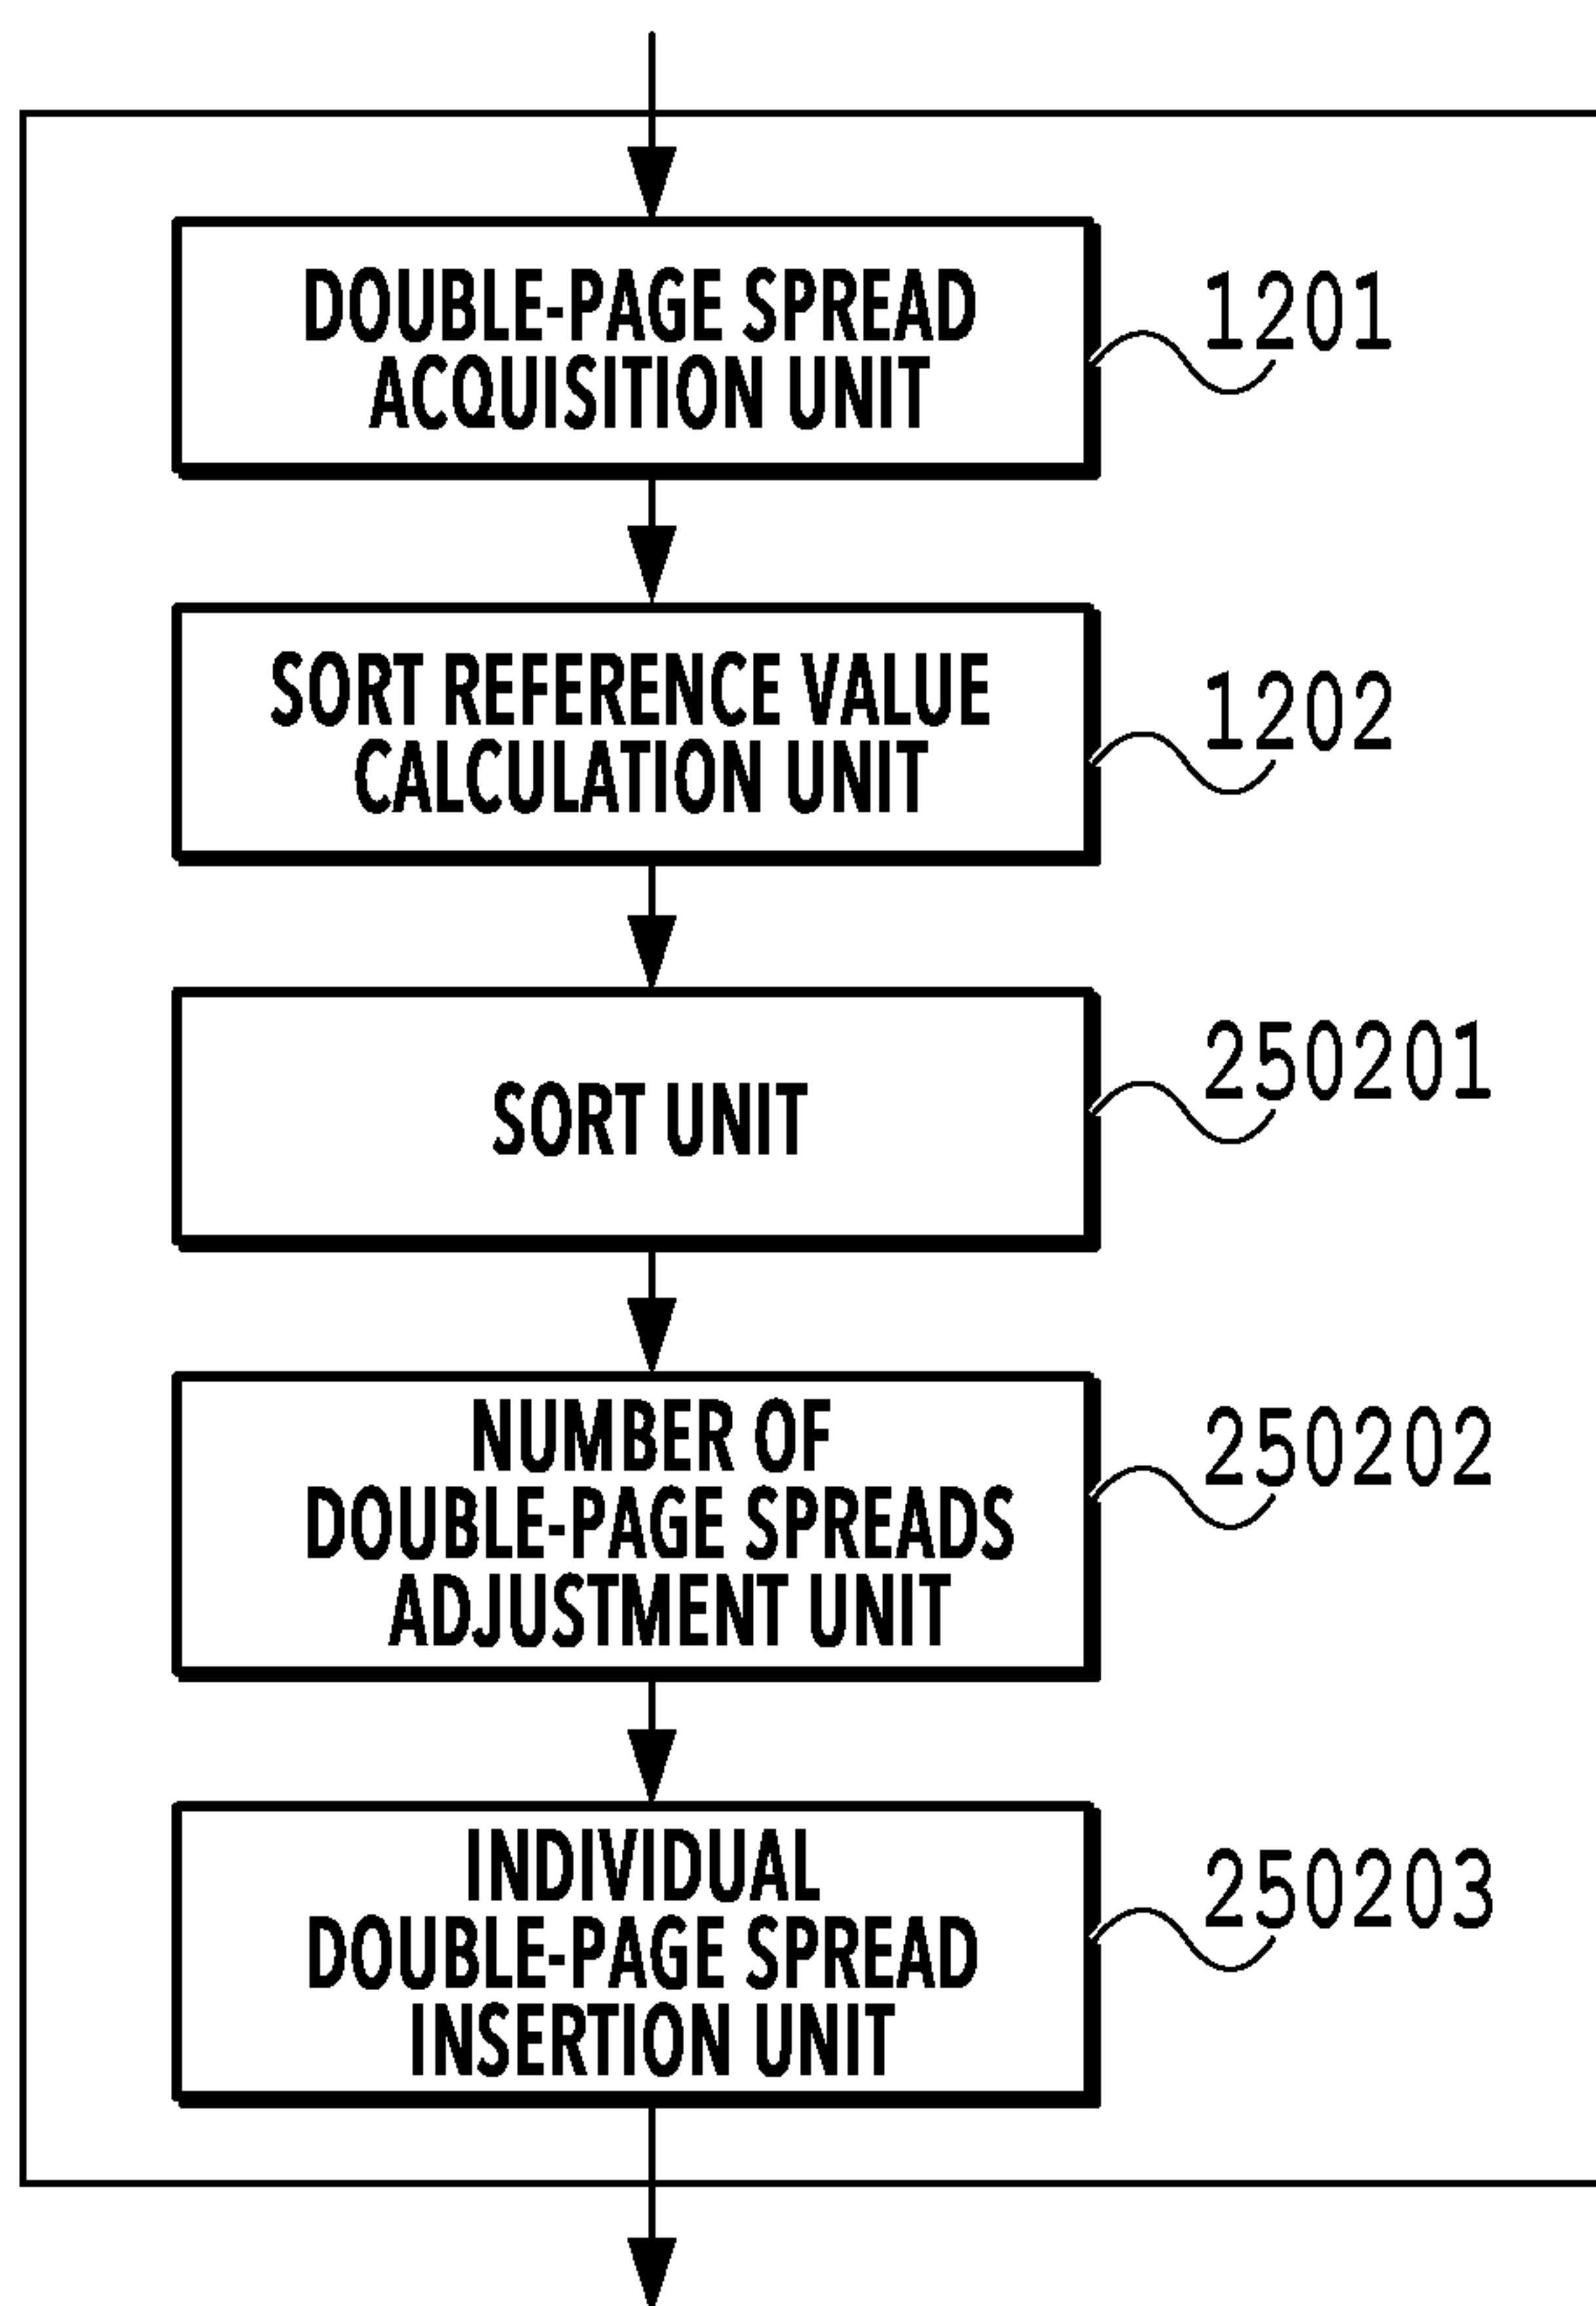 DOUBLE-PAGE SPREAD
ACQUISITION UNIT
1201
SORT REFERENCE VALUE
CALCULATION UNIT
1202
SORT UNIT
250201
NUMBER OF
DOUBLE-PAGE SPREADS
ADJUSTMENT UNIT
250202
INDIVIDUAL
DOUBLE-PAGE SPREAD
INSERTION UNIT
250203